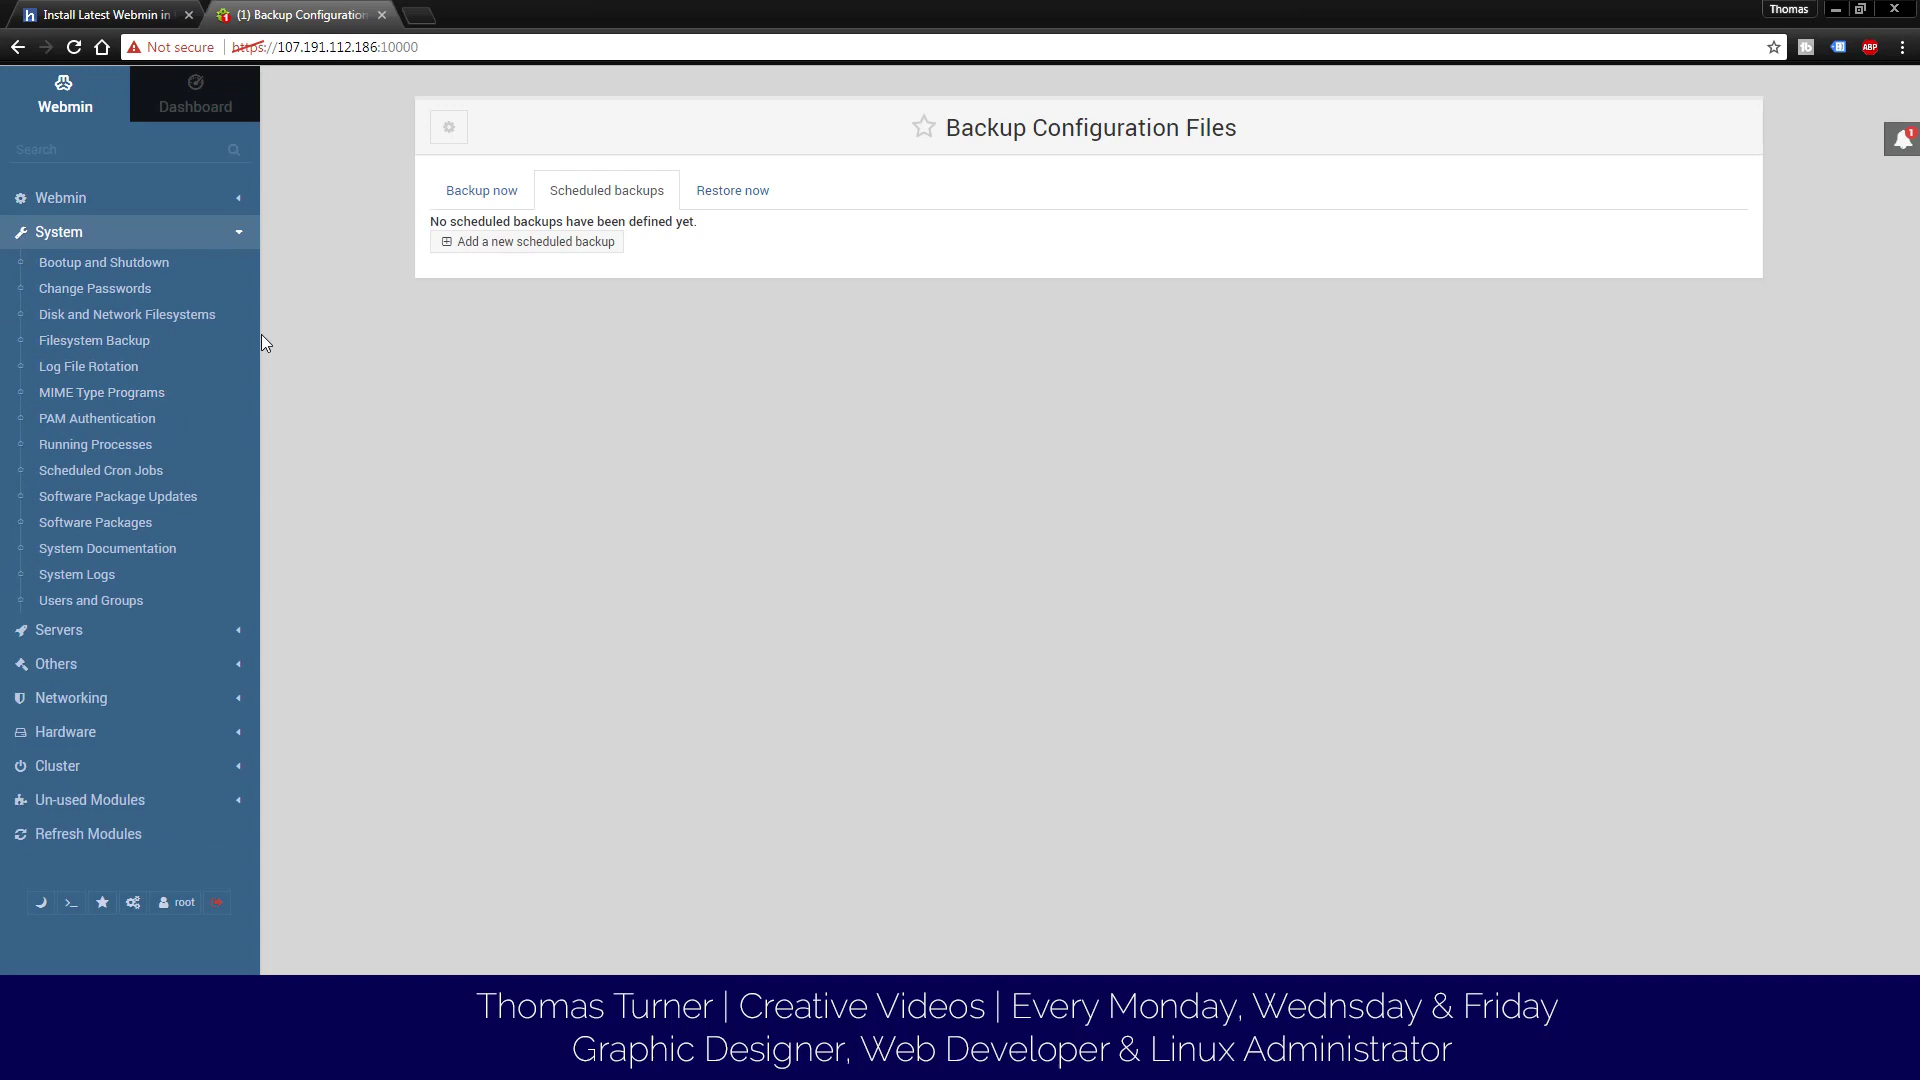 Install Latest Webmin in
(1) Backup Configuration
Thomas
Not secure
https://107.191.112.186:10000
ABP
Webmin
Dashboard
Search
Webmin
System
Bootup and Shutdown
Change Passwords
Disk and Network Filesystems
Filesystem Backup
Log File Rotation
MIME Type Programs
PAM Authentication
Running Processes
Scheduled Cron Jobs
Software Package Updates
Software Packages
System Documentation
System Logs
Users and Groups
Servers
Others
Networking
Hardware
Cluster
Un-used Modules
Refresh Modules
root
Backup Configuration Files
1
Backup now
Scheduled backups
Restore now
No scheduled backups have been defined yet.
Add a new scheduled backup
Thomas Turner | Creative Videos | Every Monday, Wednsday & Friday
Graphic Designer, Web Developer & Linux Administrator